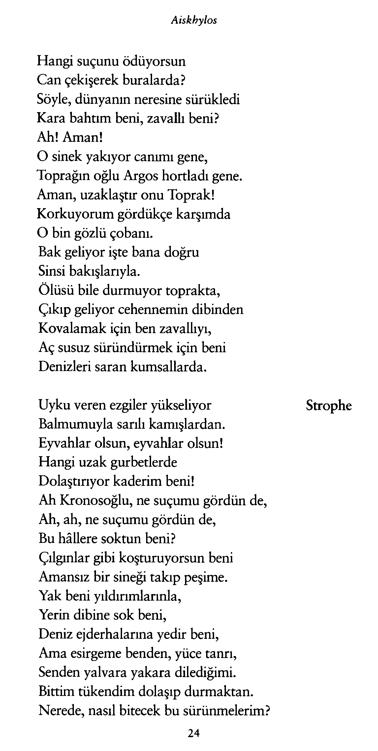 Aiskhylos
Hangi suçunu ödüyorsun
Can çekişerek buralarda?
Söyle, dünyanın neresine sürükledi
Kara bahtım beni, zavallı beni?
Ah! Aman!
O sinek yakıyor canımı gene,
Toprağın oğlu Argos hortladı gene.
Aman, uzaklaştır onu Toprak!
Korkuyorum gördükçe karşımda
O bin gözlü çobanı.
Bak geliyor işte bana doğru
Sinsi bakışlarıyla.
Ölüsü bile durmuyor toprakta,
Çıkıp geliyor cehennemin dibinden
Kovalamak için ben zavallıyı,
Aç susuz süründürmek için beni
Denizleri saran kumsallarda.
Uyku veren ezgiler yükseliyor Strophe
Balmumuyla sarılı kamışlardan.
Eyvahlar olsun, eyvahlar olsun!
Hangi uzak gurbetlerde
Dolaştırıyor kaderim beni!
Ah Kronosoğlu, ne suçumu gördün de,
Ah, ah, ne suçumu gördün de,
Bu hâllere soktun beni?
Çılgınlar gibi koşturuyorsun beni
Amansız bir sineği takıp peşime.
Yak beni yıldırımlarınla,
Yerin dibine sok beni,
Deniz ejderhalarına yedir beni,
Ama esirgeme benden, yüce tanrı,
Senden yalvara yakara dilediğimi.
Bittim tükendim dolaşıp durmaktan.
Nerede, nasıl bitecek bu sürünmelerim?
24